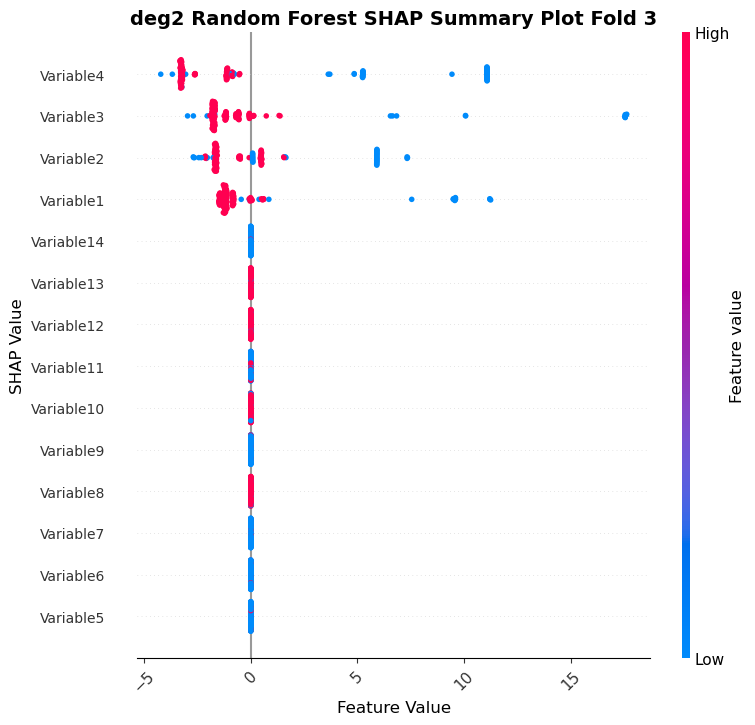 deg2 Random Forest SHAP Summary Plot Fold 3
High
Variable4
Variable3
Variable2
Variable1
Variable14
Variable13
Variable12
Variable11
Variable10
Variable9
Variable8
Variable7
Variable6
Variable5
SHAP Value
Feature value
Low
−5
0
5
10
15
Feature Value